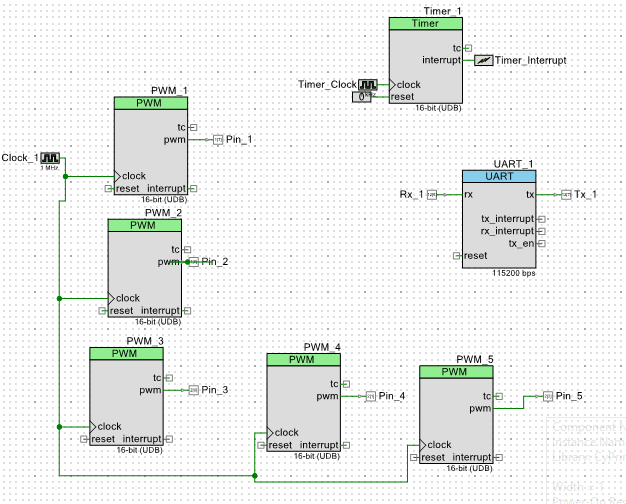 Timer_1
Timer
tc
interrupt
Timer_Interrupt
Timer_Clock
clock
0
reset
16-bit (UDB)
PWM_1
PWM
tc
pwm
Pin_1
Clock_1
1 MHz
clock
reset interrupt
16-bit (UDB)
UART_1
UART
Rx_1
rx
tx
Tx_1
tx_interrupt
rx_interrupt
tx_en
reset
115200 bps
PWM_2
PWM
tc
pwm
Pin_2
clock
reset interrupt
16-bit (UDB)
PWM_3
PWM
tc
pwm
Pin_3
clock
reset interrupt
16-bit (UDB)
PWM_4
PWM
tc
pwm
Pin_4
clock
reset interrupt
16-bit (UDB)
PWM_5
PWM
tc
pwm
Pin_5
clock
reset interrupt
16-bit (UDB)
Component
Instance Nam
Library: CyPrim
Width = 1